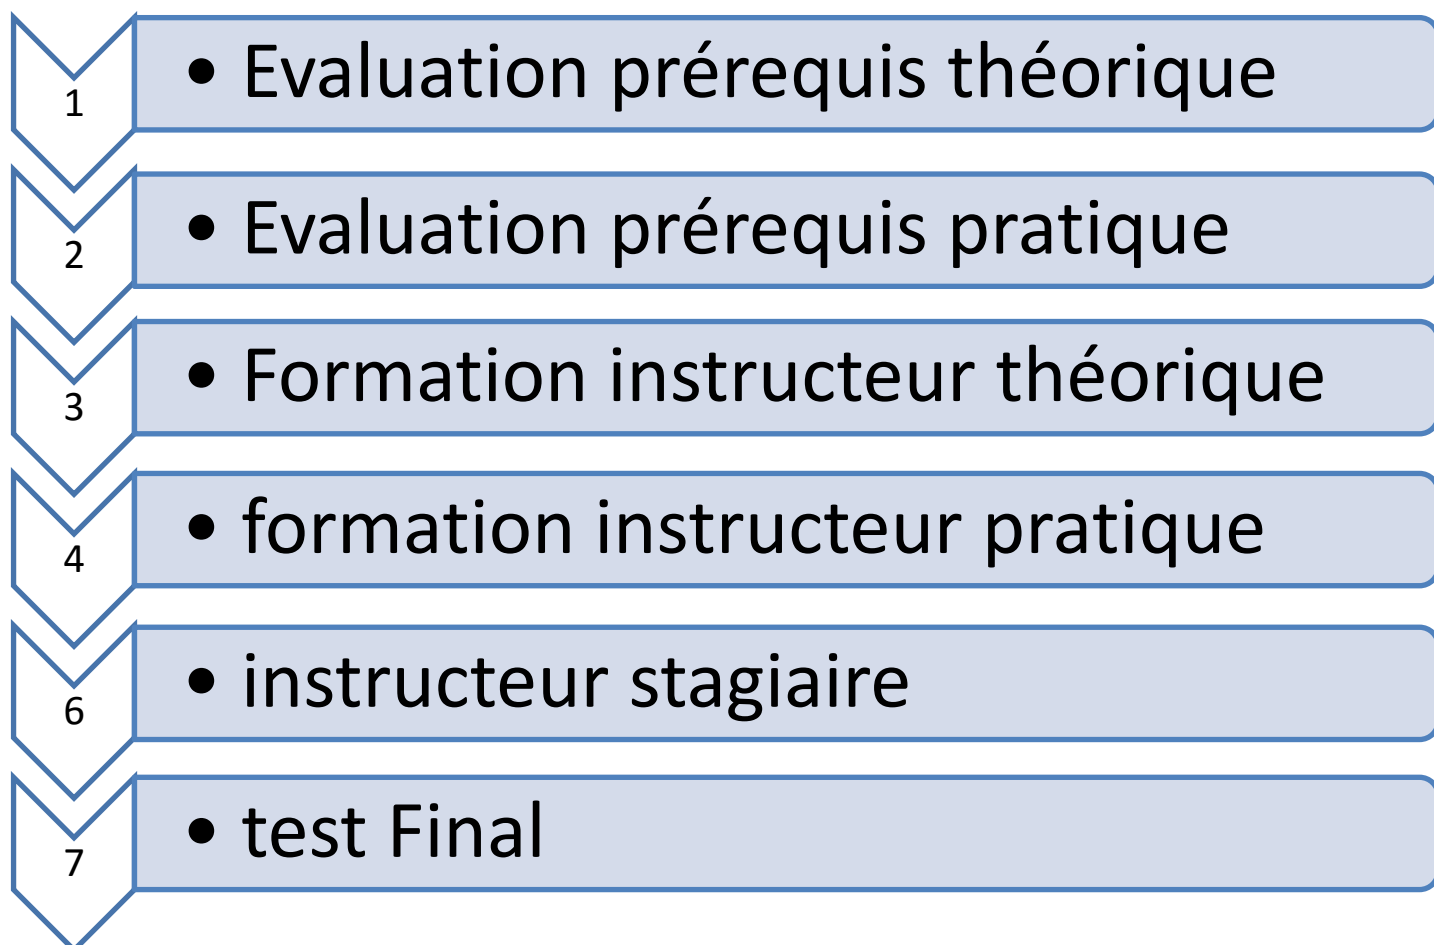 1 • Evaluation prérequis théorique
2 • Evaluation prérequis pratique
3 • Formation instructeur théorique
4 • formation instructeur pratique
6 • instructeur stagiaire
7 • test Final